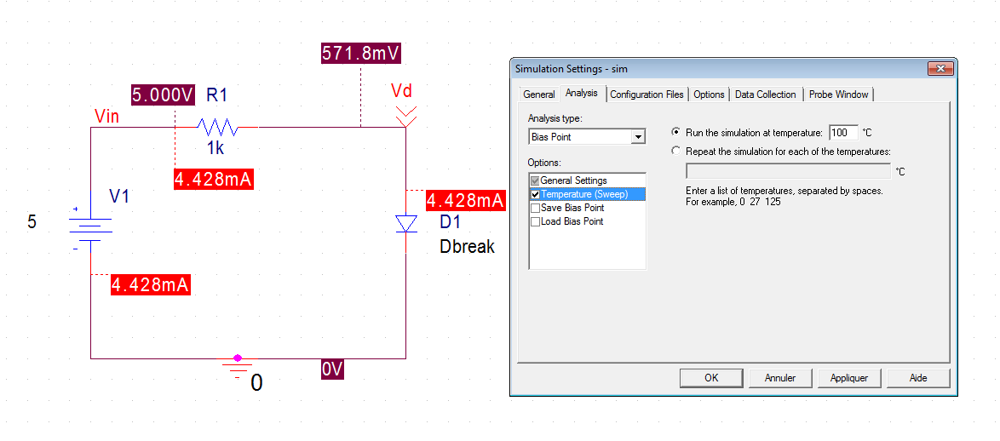 571.8mV
5.000V
R1
Vd
Vin
1k
4.428mA
V1
4.428mA
5
+
-
D1
Dbreak
4.428mA
0V
0
Simulation Settings - sim
General
Analysis
Configuration Files
Options
Data Collection
Probe Window
Analysis type:
Bias Point
Options:
General Settings
Temperature (Sweep)
Save Bias Point
Load Bias Point
Run the simulation at temperature: 100 °C
Repeat the simulation for each of the temperatures:
°C
Enter a list of temperatures, separated by spaces.
For example, 0 27 125
OK
Annuler
Appliquer
Aide